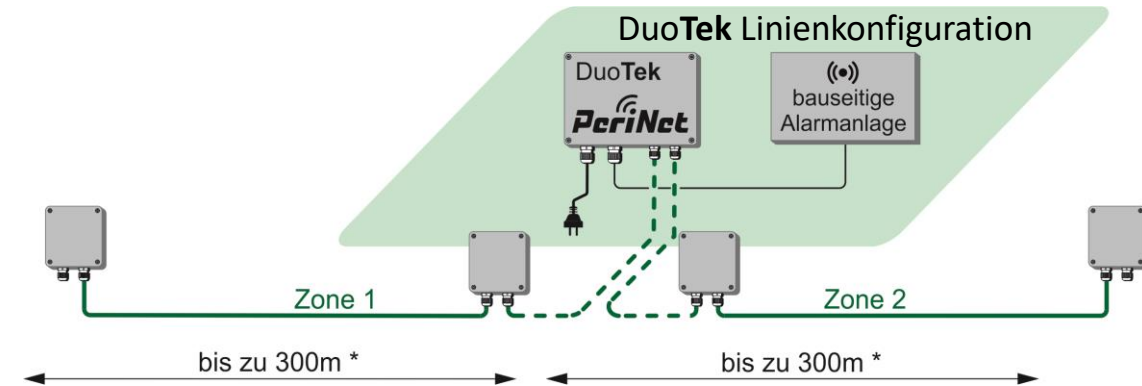 DuoTek Linienkonfiguration
DuoTek
PeriNet
((•))
bauseitige
Alarmanlage
Zone 1
Zone 2
bis zu 300m *
bis zu 300m *